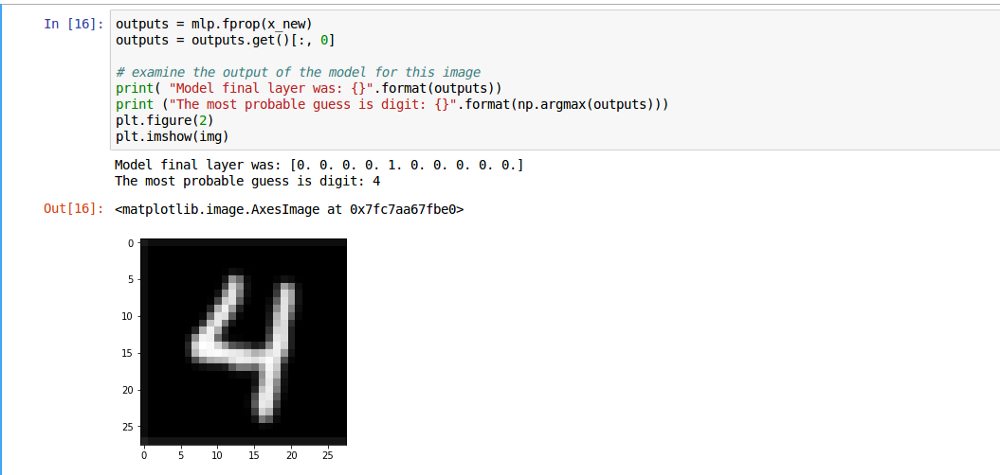 In [16]:
outputs = mlp.fprop(x_new)
outputs = outputs.get()[:, 0]
# examine the output of the model for this image
print( "Model final layer was: {}".format(outputs))
print ("The most probable guess is digit: {}".format(np.argmax(outputs)))
plt.figure(2)
plt.imshow(img)
Model final layer was: [0. 0. 0. 0. 1. 0. 0. 0. 0. 0.]
The most probable guess is digit: 4
Out[16]: <matplotlib.image.AxesImage at 0x7fc7aa67fbe0>
0
5
10
15
20
25
4
0 5 10 15 20 25